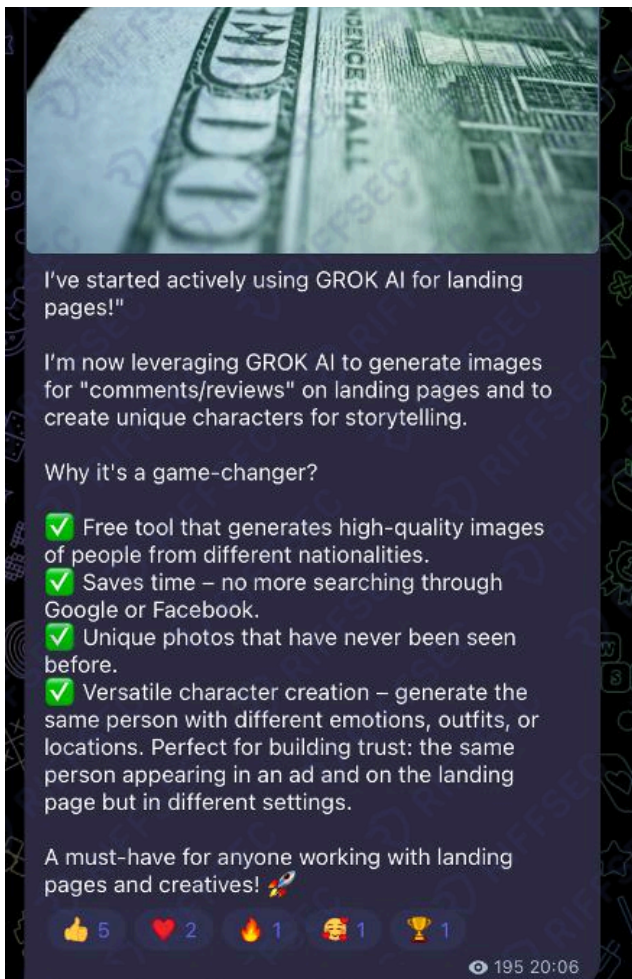 DENCE HALL
RIFFSEC
I’ve started actively using GROK AI for landing
pages!"
I’m now leveraging GROK AI to generate images
for "comments/reviews" on landing pages and to
create unique characters for storytelling.
Why it's a game-changer?
✅ Free tool that generates high-quality images
of people from different nationalities.
✅ Saves time – no more searching through
Google or Facebook.
✅ Unique photos that have never been seen
before.
✅ Versatile character creation – generate the
same person with different emotions, outfits, or
locations. Perfect for building trust: the same
person appearing in an ad and on the landing
page but in different settings.
A must-have for anyone working with landing
pages and creatives! 🚀
👍 5 ❤️ 2 🔥 1 🥰 1 🏆 1
195 20:06